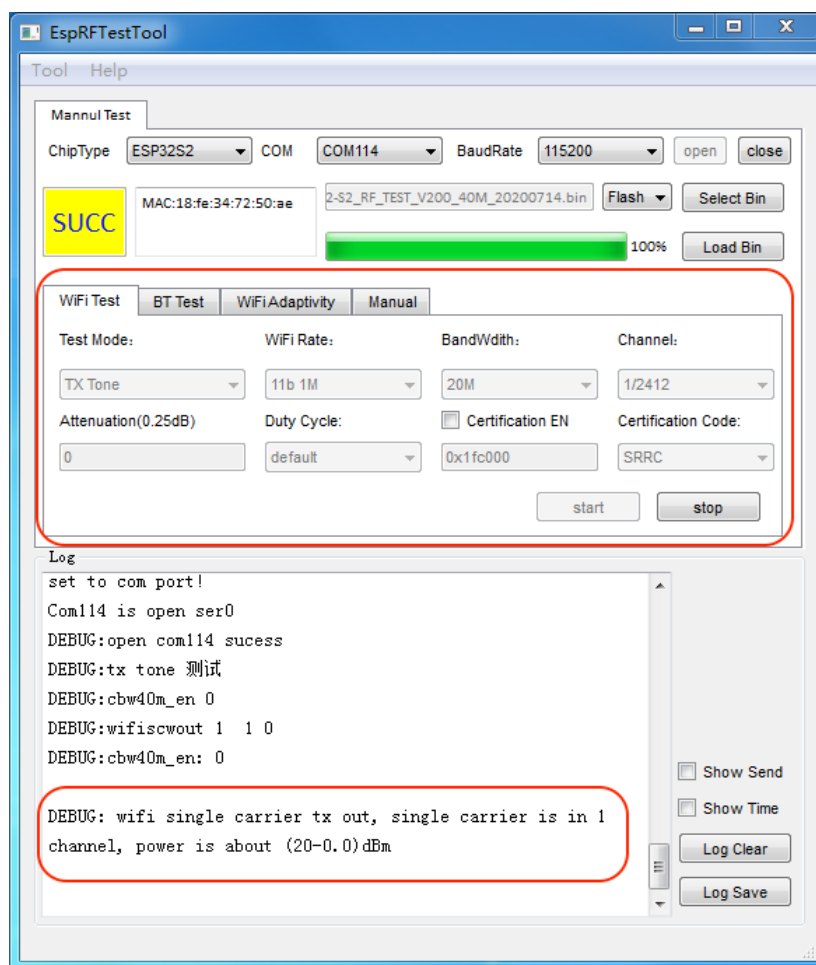 EspRFTestTool
Tool Help
Mannul Test
ChipType ESP32S2 COM COM114 BaudRate 115200 open close
SUCC MAC:18:fe:34:72:50:ae 2-S2_RF_TEST_V200_40M_20200714.bin Flash Select Bin
100% Load Bin
WiFi Test BT Test WiFi Adaptivity Manual
Test Mode: WiFi Rate: BandWdith: Channel:
TX Tone 11b 1M 20M 1/2412
Attenuation(0.25dB) Duty Cycle: Certification EN Certification Code:
0 default 0x1fc000 SRRC
start stop
Log
set to com port!
Com114 is open ser0
DEBUG:open com114 sucess
DEBUG:tx tone 测试
DEBUG:cbw40m_en 0
DEBUG:wifiscwout 1 1 0
DEBUG:cbw40m_en: 0
DEBUG: wifi single carrier tx out, single carrier is in 1
channel, power is about (20-0.0)dBm
Show Send
Show Time
Log Clear
Log Save